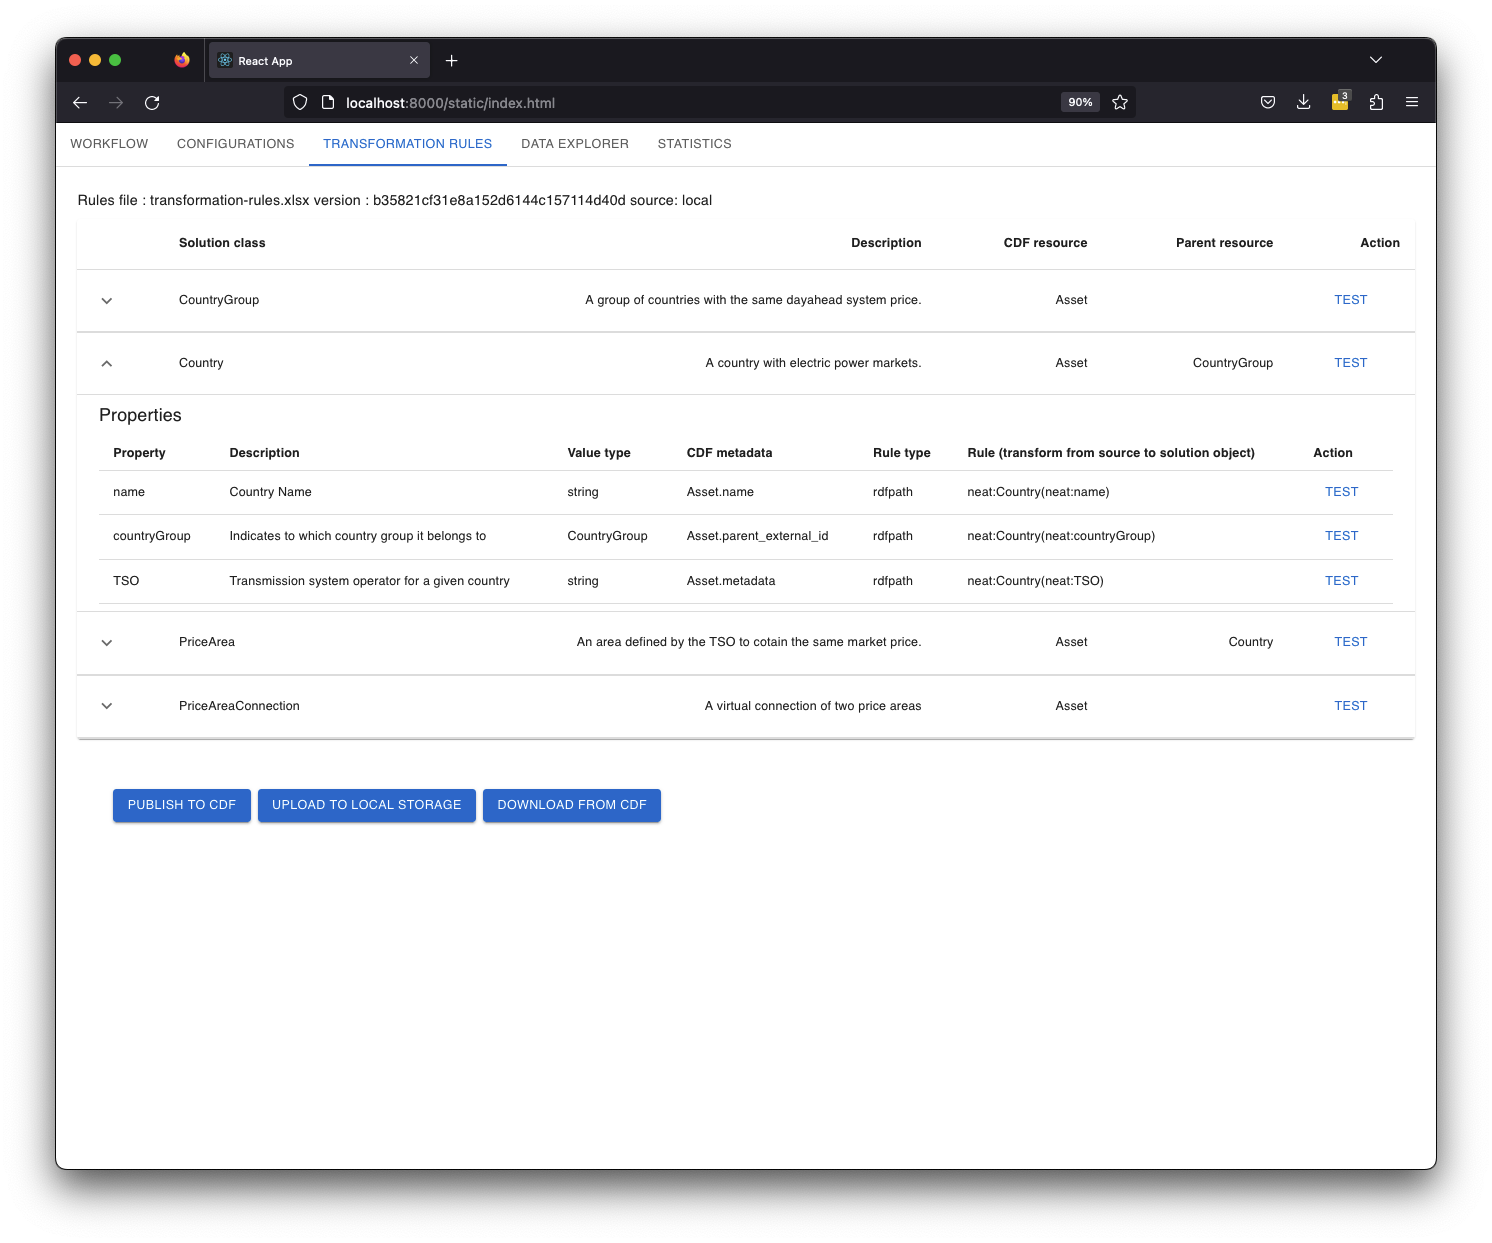 React App
localhost:8000/static/index.html 90% 3
WORKFLOW CONFIGURATIONS TRANSFORMATION RULES DATA EXPLORER STATISTICS
Rules file : transformation-rules.xlsx version : b35821cf31e8a152d6144c157114d40d source: local
Solution class Description CDF resource Parent resource Action
CountryGroup A group of countries with the same dayahead system price. Asset TEST
Country A country with electric power markets. Asset CountryGroup TEST
Properties
Property Description Value type CDF metadata Rule type Rule (transform from source to solution object) Action
name Country Name string Asset.name rdfpath neat:Country(neat:name) TEST
countryGroup Indicates to which country group it belongs to CountryGroup Asset.parent_external_id rdfpath neat:Country(neat:countryGroup) TEST
TSO Transmission system operator for a given country string Asset.metadata rdfpath neat:Country(neat:TSO) TEST
PriceArea An area defined by the TSO to cotain the same market price. Asset Country TEST
PriceAreaConnection A virtual connection of two price areas Asset TEST
PUBLISH TO CDF UPLOAD TO LOCAL STORAGE DOWNLOAD FROM CDF